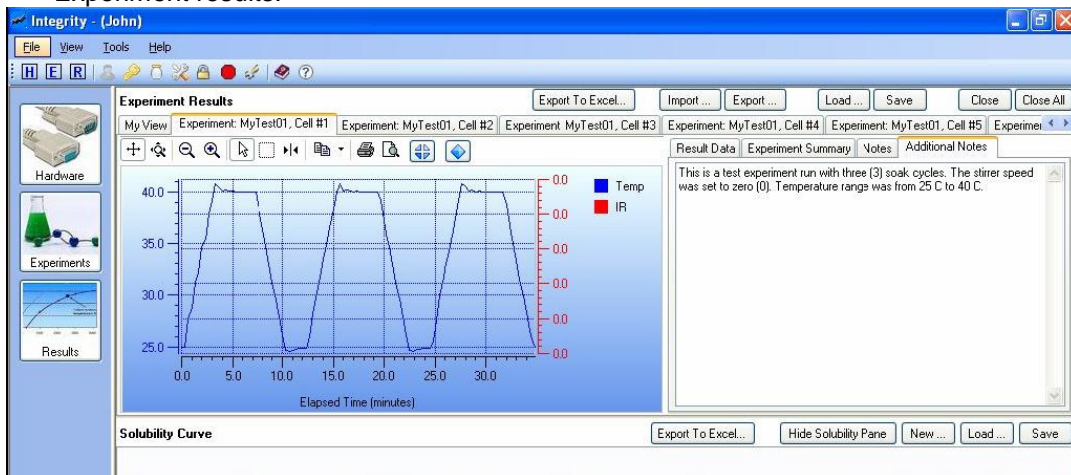 Experiment results:
Integrity - (John)
File View Tools Help
H E R
Experiment Results Export To Excel... Import ... Export ... Load ... Save Close Close All
My View Experiment: MyTest01, Cell #1 Experiment: MyTest01, Cell #2 Experiment: MyTest01, Cell #3 Experiment: MyTest01, Cell #4 Experiment: MyTest01, Cell #5 Experimer
Hardware
Experiments
Results
40.0
35.0
30.0
25.0
0.0 5.0 10.0 15.0 20.0 25.0 30.0
Elapsed Time (minutes)
0.0
0.0
0.0
0.0
0.0
0.0
Temp
IR
Result Data Experiment Summary Notes Additional Notes
This is a test experiment run with three (3) soak cycles. The stirrer speed
was set to zero (0). Temperature range was from 25 C to 40 C.
Solubility Curve Export To Excel... Hide Solubility Pane New ... Load ... Save